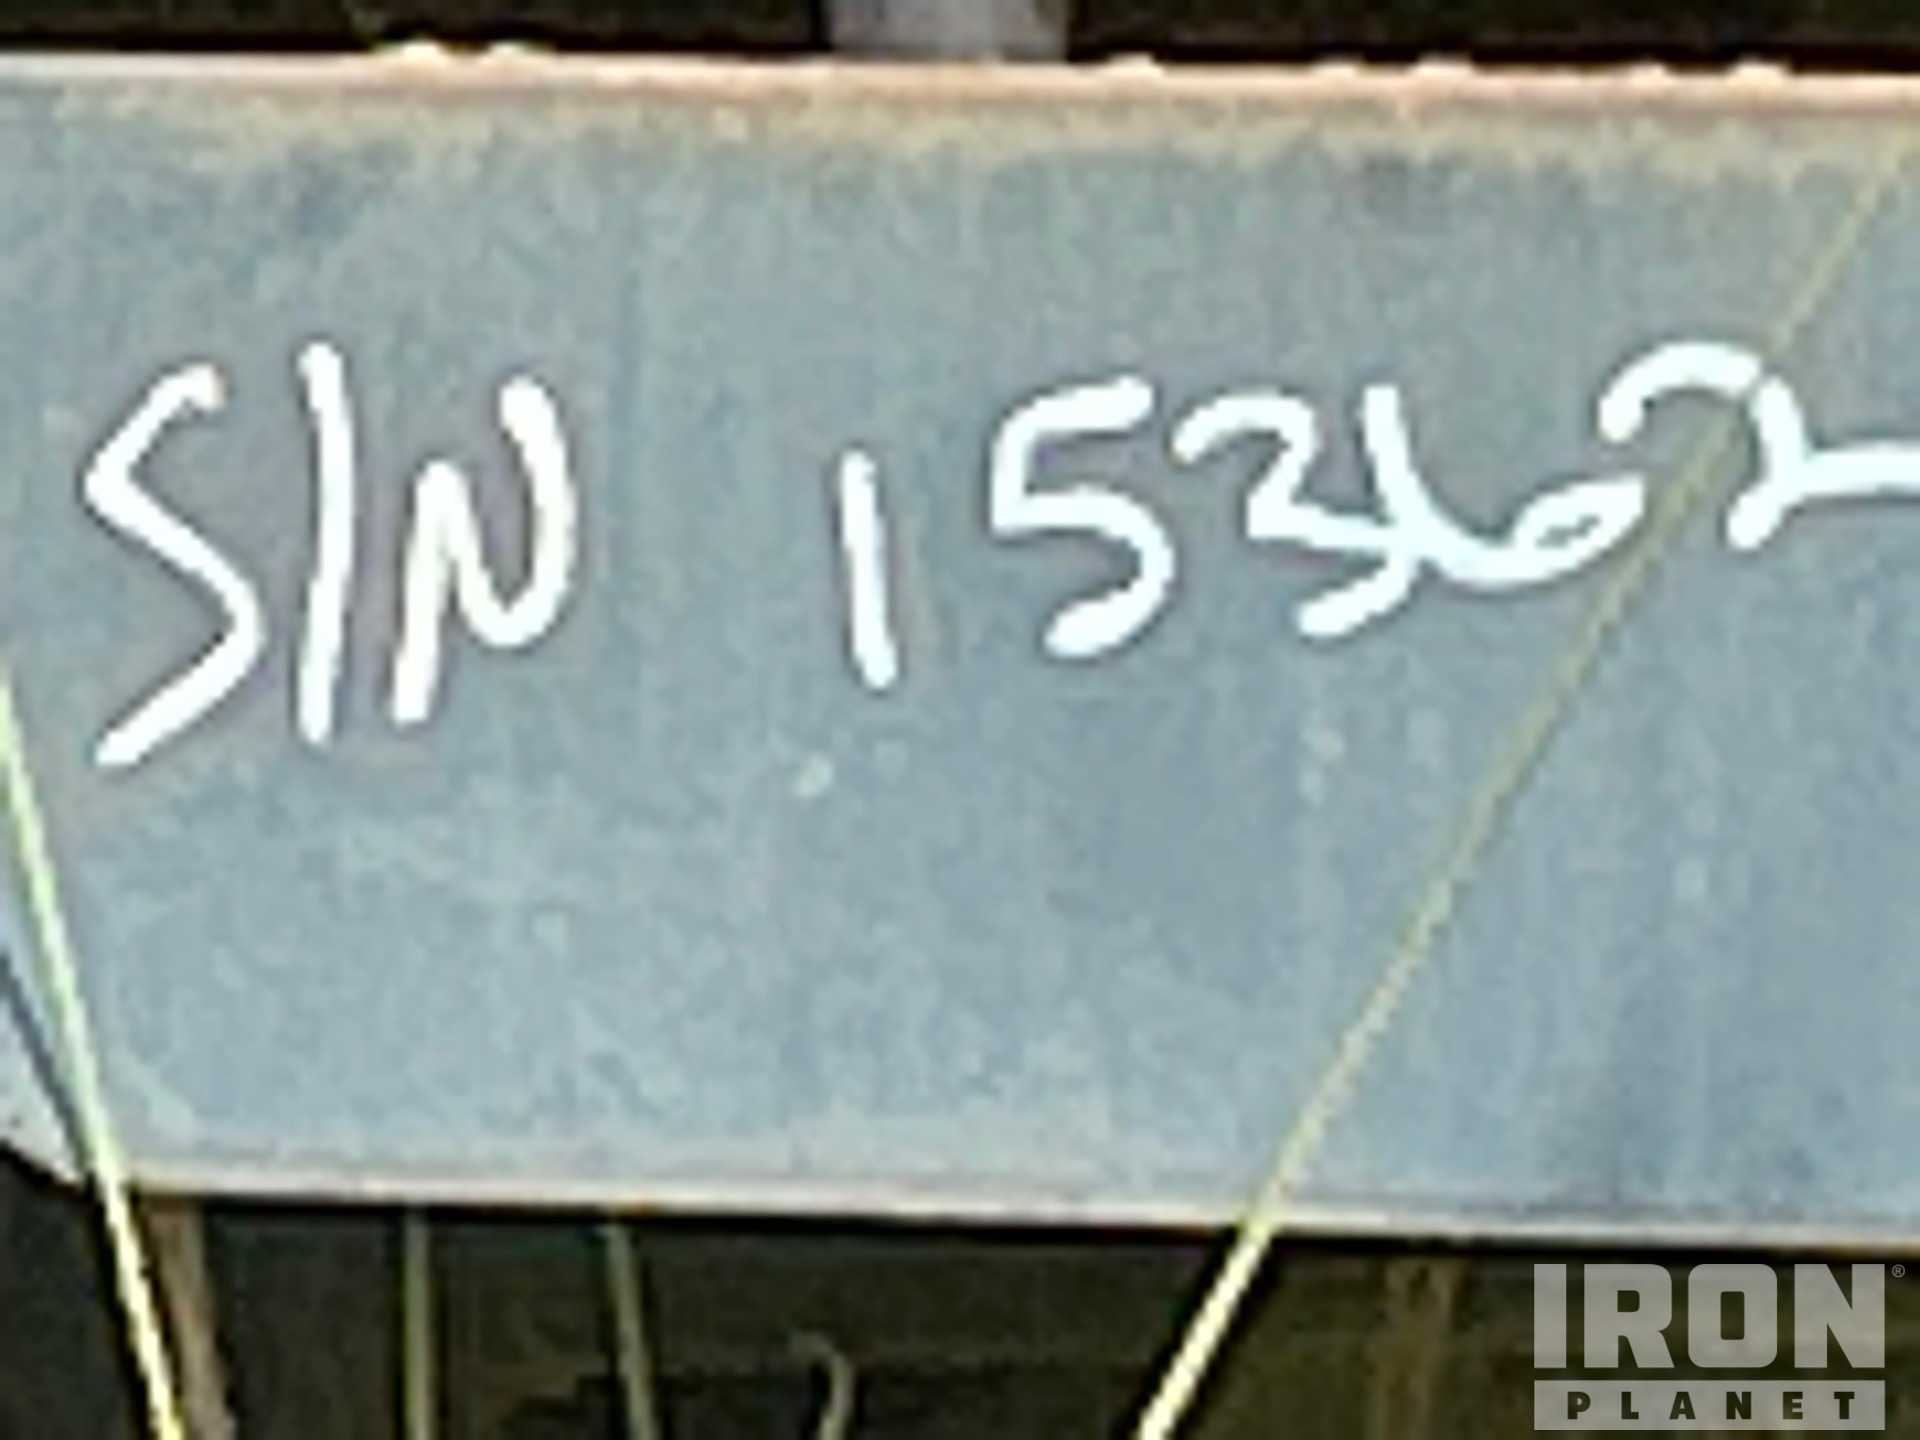 S/N 15362
IRON
PLANET